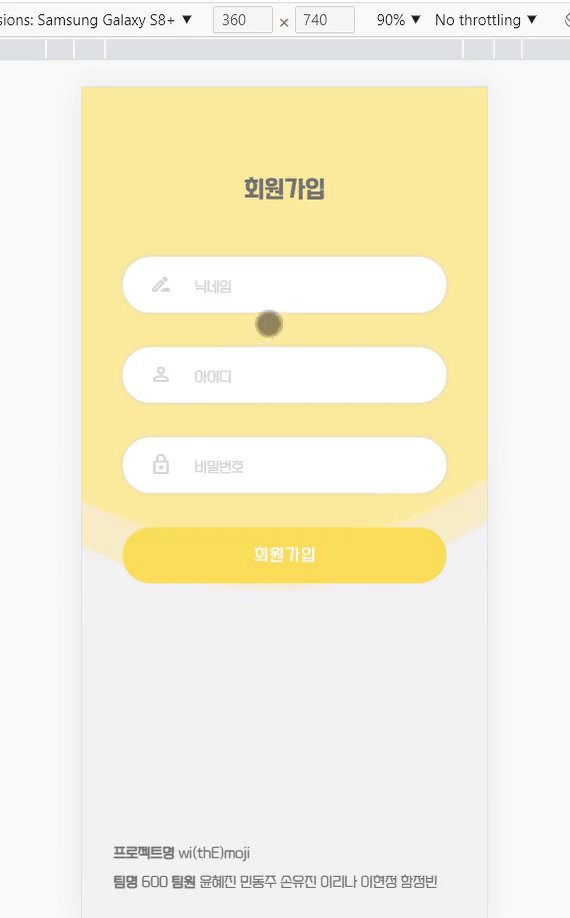 sions: Samsung Galaxy S8+ ▼ 360 × 740 90% ▼ No throttling ▼
회원가입
닉네임
아이디
비밀번호
회원가입
프로젝트명 wi(thE)moji
팀명 600 팀원 윤혜진 민동주 손유진 이리나 이현정 함정빈